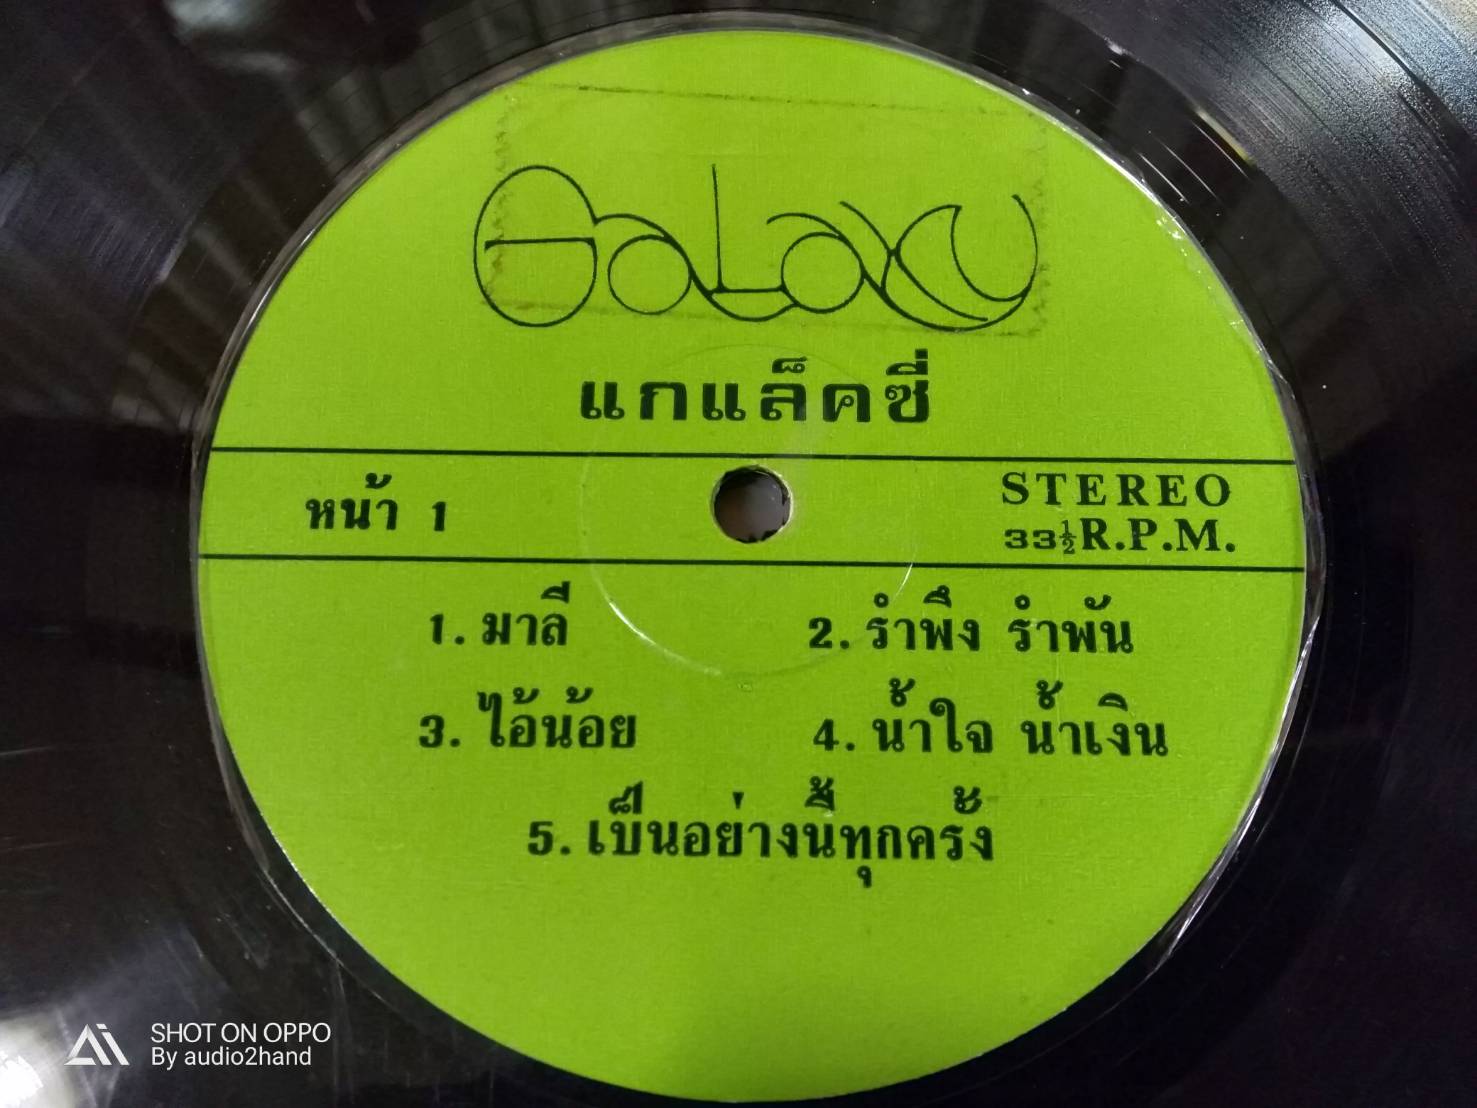 GaLaxy
แกแล็คซี่
หน้า 1
STEREO
33½ R.P.M.
1. มาลี 2. รำพึง รำพัน
3. ไอ้น้อย 4. น้ำใจ น้ำเงิน
5. เป็นอย่างนี้ทุกครั้ง
SHOT ON OPPO
By audio2hand